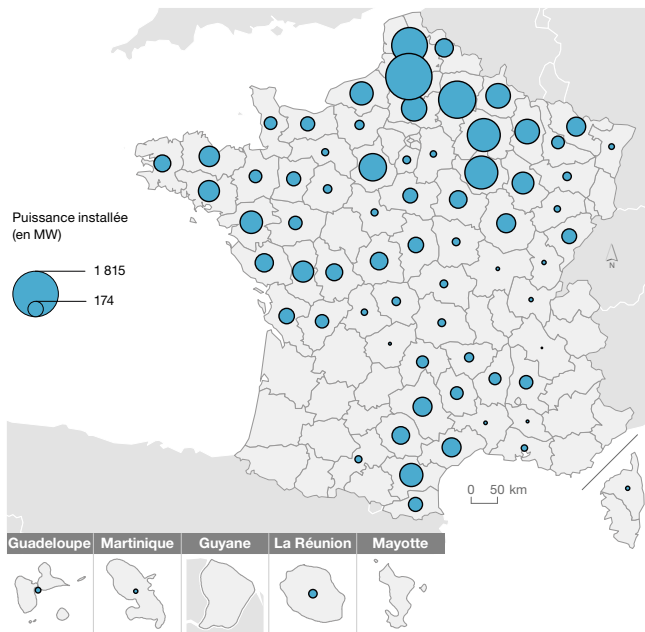 Puissance installée
(en MW)
1 815
174
N
0 50 km
Guadeloupe Martinique Guyane La Réunion Mayotte